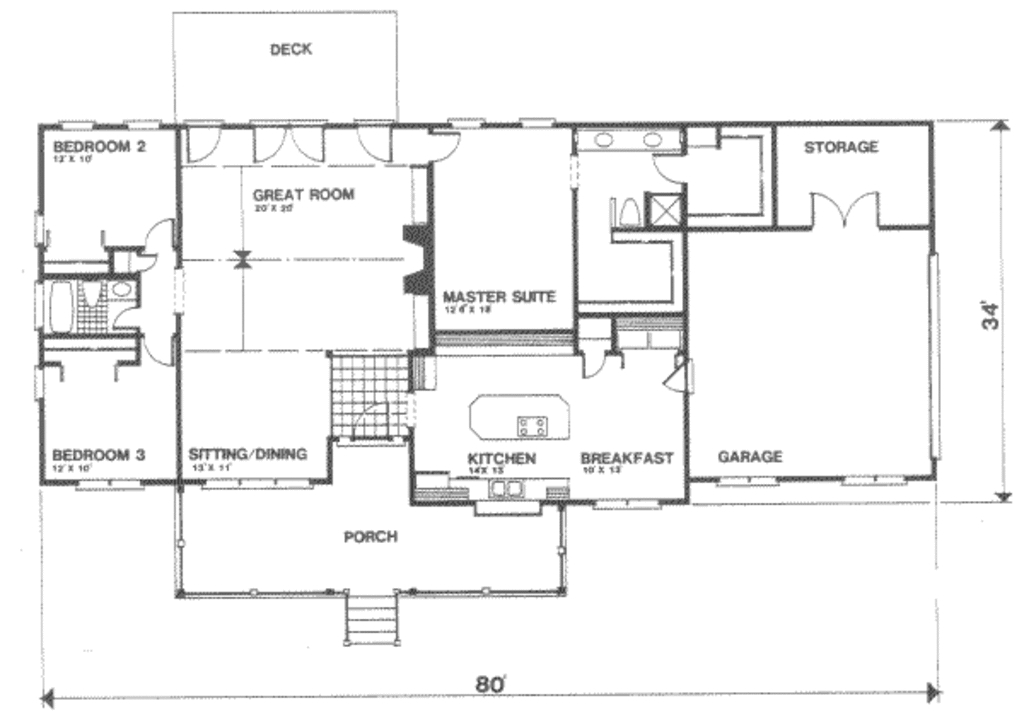 DECK
BEDROOM 2
12' X 10'
STORAGE
GREAT ROOM
20' X 20'
MASTER SUITE
12'6" X 18'
34'
BEDROOM 3
12' X 10'
SITTING/DINING
13' X 11'
KITCHEN
14' X 13'
BREAKFAST
10' X 13'
GARAGE
PORCH
80'